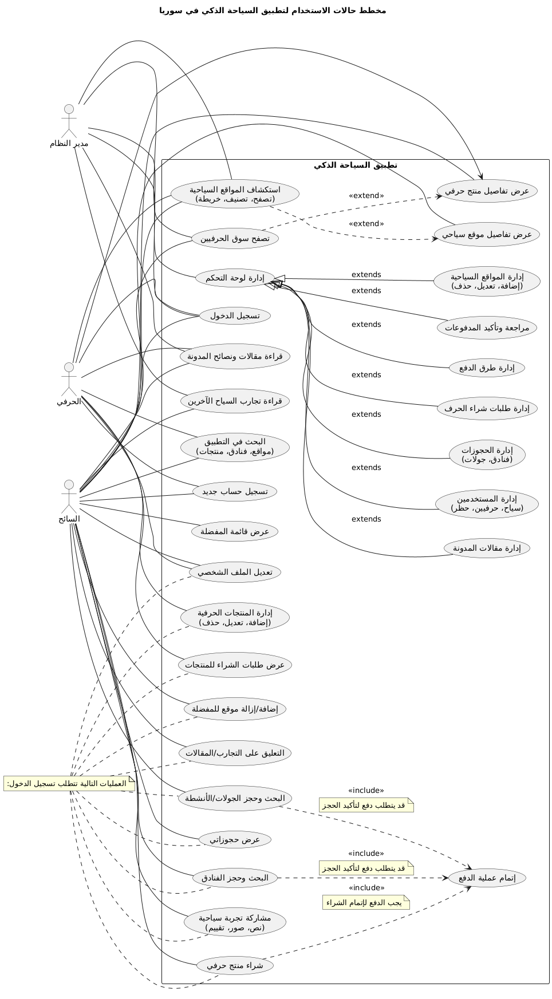 مخطط حالات الاستخدام لتطبيق السياحة الذكي في سوريا
مدير النظام
الحرفي
السائح
العمليات التالية تتطلب تسجيل الدخول:
تطبيق السياحة الذكي
استكشاف المواقع السياحية
(تصفح، تصنيف، خريطة)
تصفح سوق الحرفيين
إدارة لوحة التحكم
تسجيل الدخول
قراءة مقالات ونصائح المدونة
قراءة تجارب السياح الآخرين
البحث في التطبيق
(مواقع، فنادق، منتجات)
تسجيل حساب جديد
عرض قائمة المفضلة
تعديل الملف الشخصي
إدارة المنتجات الحرفية
(إضافة، تعديل، حذف)
عرض طلبات الشراء للمنتجات
إضافة/إزالة موقع للمفضلة
التعليق على التجارب/المقالات
البحث وحجز الجولات/الأنشطة
عرض حجوزاتي
البحث وحجز الفنادق
مشاركة تجربة سياحية
(نص، صور، تقييم)
شراء منتج حرفي
«extend»
«extend»
extends
extends
extends
extends
extends
extends
extends
«include»
قد يتطلب دفع لتأكيد الحجز
«include»
قد يتطلب دفع لتأكيد الحجز
«include»
يجب الدفع لإتمام الشراء
عرض تفاصيل منتج حرفي
عرض تفاصيل موقع سياحي
إدارة المواقع السياحية
(إضافة، تعديل، حذف)
مراجعة وتأكيد المدفوعات
إدارة طرق الدفع
إدارة طلبات شراء الحرف
إدارة الحجوزات
(فنادق، جولات)
إدارة المستخدمين
(سياح، حرفيين، حظر)
إدارة مقالات المدونة
إتمام عملية الدفع